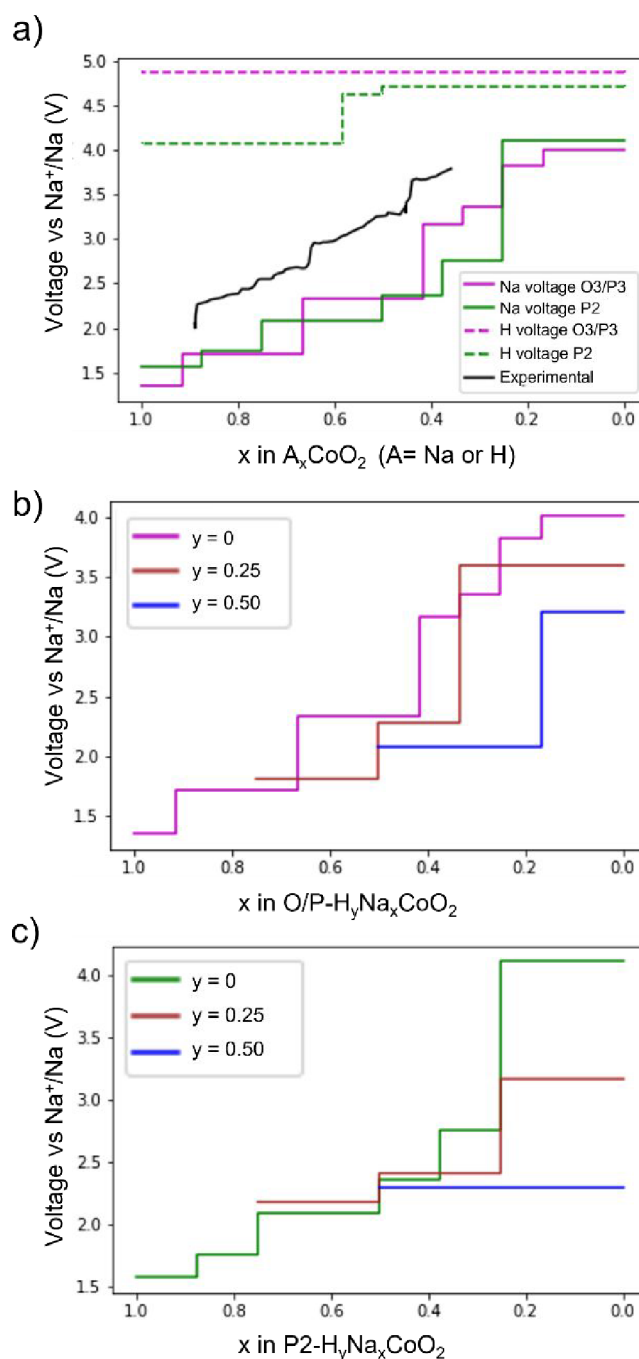 a)
Voltage vs Na⁺/Na (V)
5.0
4.5
4.0
3.5
3.0
2.5
2.0
1.5
Na voltage O3/P3
Na voltage P2
H voltage O3/P3
H voltage P2
Experimental
1.0 0.8 0.6 0.4 0.2 0.0
x in AₓCoO₂ (A= Na or H)
b)
Voltage vs Na⁺/Na (V)
4.0
3.5
3.0
2.5
2.0
1.5
y = 0
y = 0.25
y = 0.50
1.0 0.8 0.6 0.4 0.2 0.0
x in O/P-HᵧNaₓCoO₂
c)
Voltage vs Na⁺/Na (V)
4.0
3.5
3.0
2.5
2.0
1.5
y = 0
y = 0.25
y = 0.50
1.0 0.8 0.6 0.4 0.2 0.0
x in P2-HᵧNaₓCoO₂